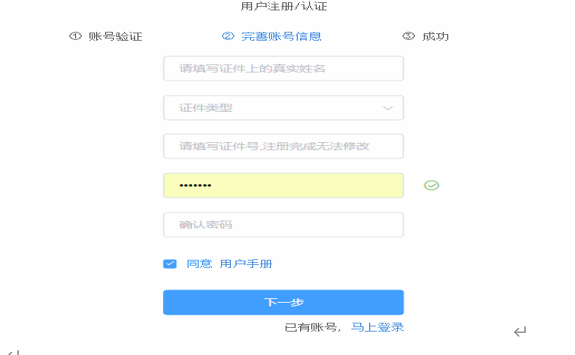 用户注册/认证
① 账号验证 ② 完善账号信息 ③ 成功
请填写证件上的真实姓名
证件类型
请填写证件号,注册完成无法修改
•••••••
确认密码
同意 用户手册
下一步
已有账号, 马上登录